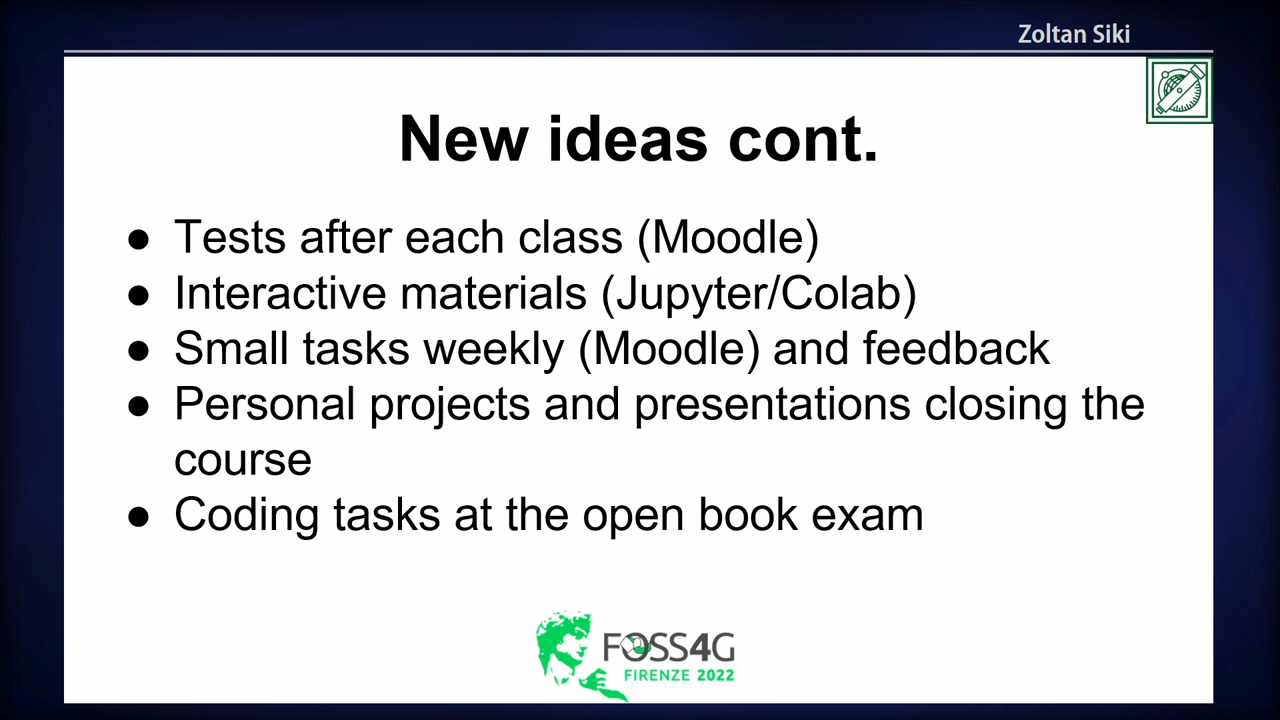 Zoltan Siki
New ideas cont.
● Tests after each class (Moodle)
● Interactive materials (Jupyter/Colab)
● Small tasks weekly (Moodle) and feedback
● Personal projects and presentations closing the
course
● Coding tasks at the open book exam
FOSS4G
FIRENZE 2022